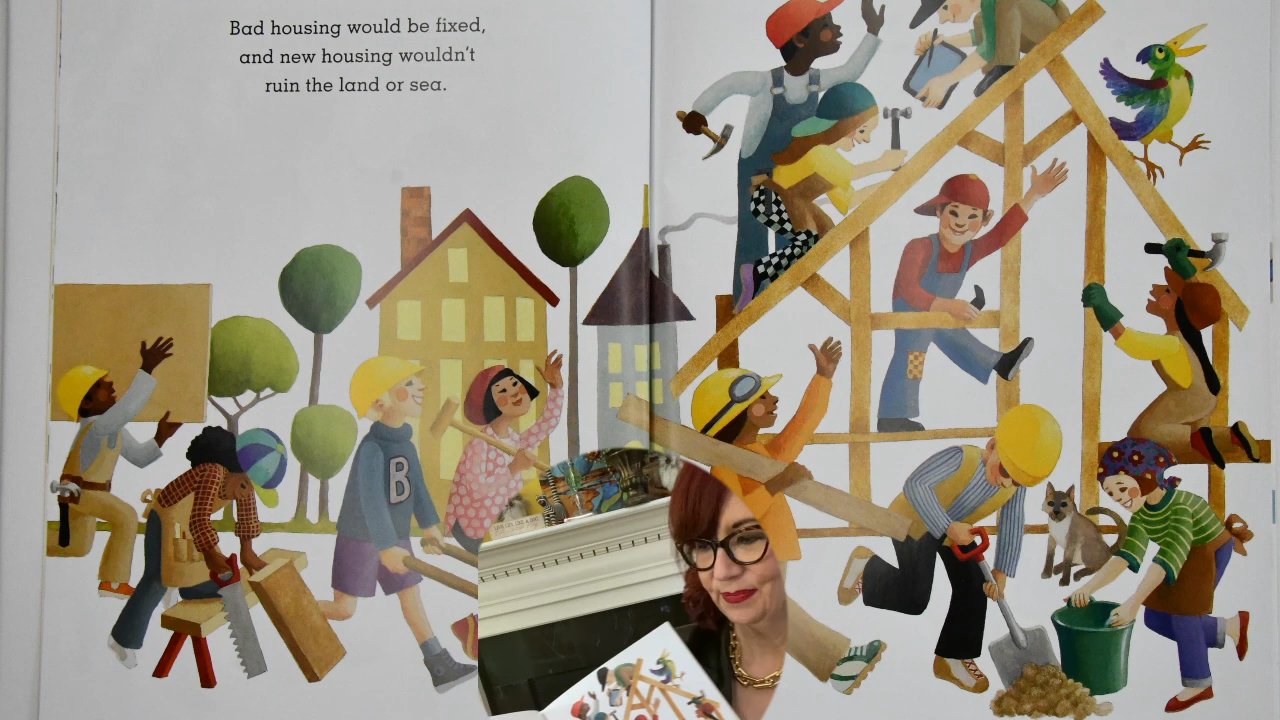 Bad housing would be fixed,
and new housing wouldn't
ruin the land or sea.
B